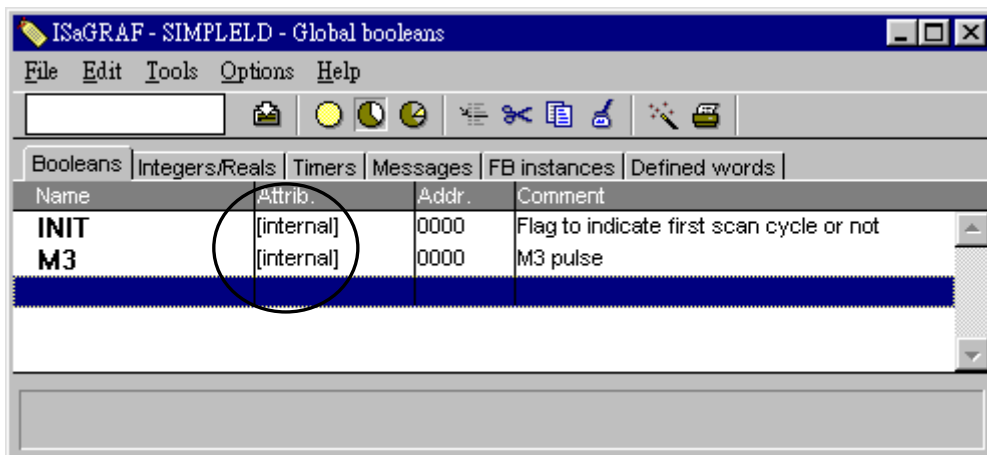 ISaGRAF - SIMPLELD - Global booleans
File Edit Tools Options Help
Booleans Integers/Reals Timers Messages FB instances Defined words
Name Attrib. Addr. Comment
INIT [internal] 0000 Flag to indicate first scan cycle or not
M3 [internal] 0000 M3 pulse